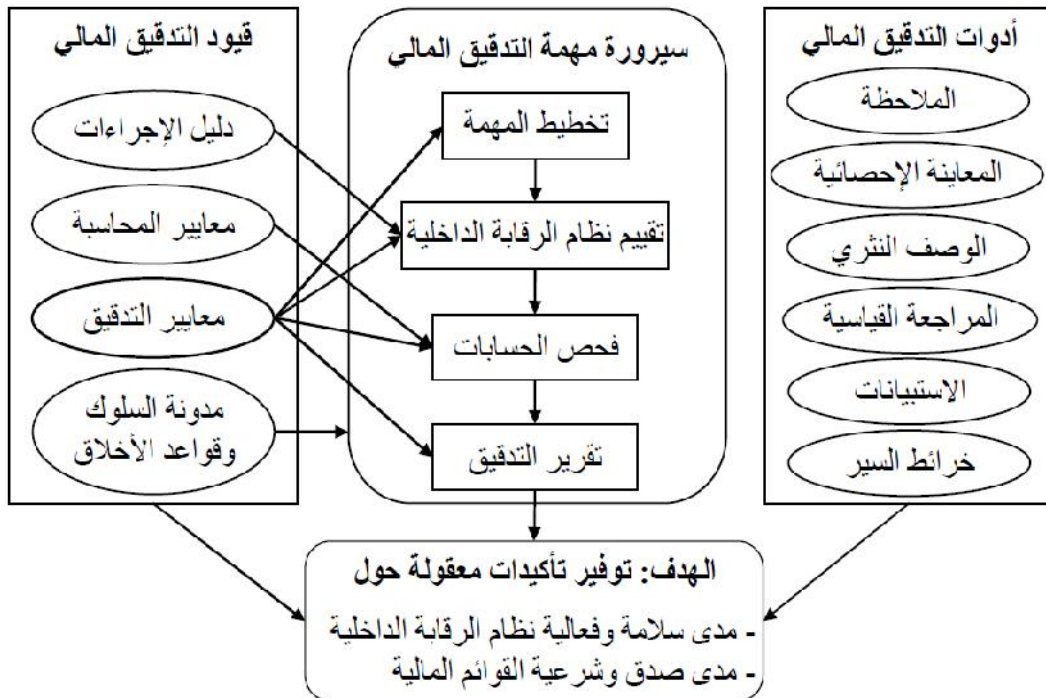 أدوات التدقيق المالي
الملاحظة
المعاينة الإحصائية
الوصف النثري
المراجعة القياسية
الاستبيانات
خرائط السير
سيرورة مهمة التدقيق المالي
تخطيط المهمة
تقييم نظام الرقابة الداخلية
فحص الحسابات
تقرير التدقيق
قيود التدقيق المالي
دليل الإجراءات
معايير المحاسبة
معايير التدقيق
مدونة السلوك
وقواعد الأخلاق
الهدف: توفير تأكيدات معقولة حول
- مدى سلامة وفعالية نظام الرقابة الداخلية
- مدى صدق وشرعية القوائم المالية